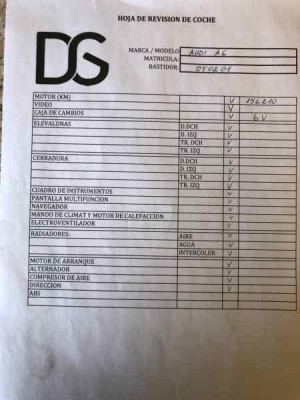 HOJA DE REVISION DE COCHE
DS
MARCA / MODELO AUDI A6
MATRICULA:
BASTIDOR: 050201
MOTOR (KM) V 156210
VIDEO V
CAJA DE CAMBIOS V 6V
ELEVALDNAS D.DCH V
D. IZQ V
TR. DCH V
TR. IZQ V
CERRADURA D.DCH V
D. IZQ V
TR. DCH V
TR. IZQ V
CUADRO DE INSTRUMENTOS V
PANTALLA MULTIFUNCION V
NAVEGADOR V
MANDO DE CLIMAT Y MOTOR DE CALEFACCION V
ELECTROVENTILADOR V
RADIADORES: AIRE V
AGUA V
INTERCOLER V
MOTOR DE ARRANQUE V
ALTERNADOR V
COMPRESOR DE AIRE V
DIRECCION V
ABS V